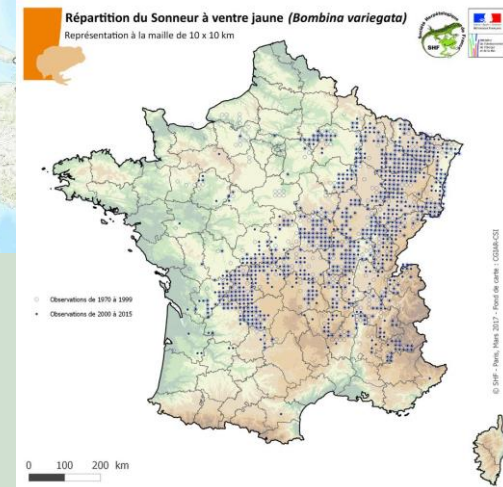 Répartition du Sonneur à ventre jaune (Bombina variegata)
Représentation à la maille de 10 x 10 km
SHF
Observations de 1970 à 1999
Observations de 2000 à 2015
0 100 200 km
© SHF - Paris, Mars 2017 - Fond de carte : CGIAR-CSI